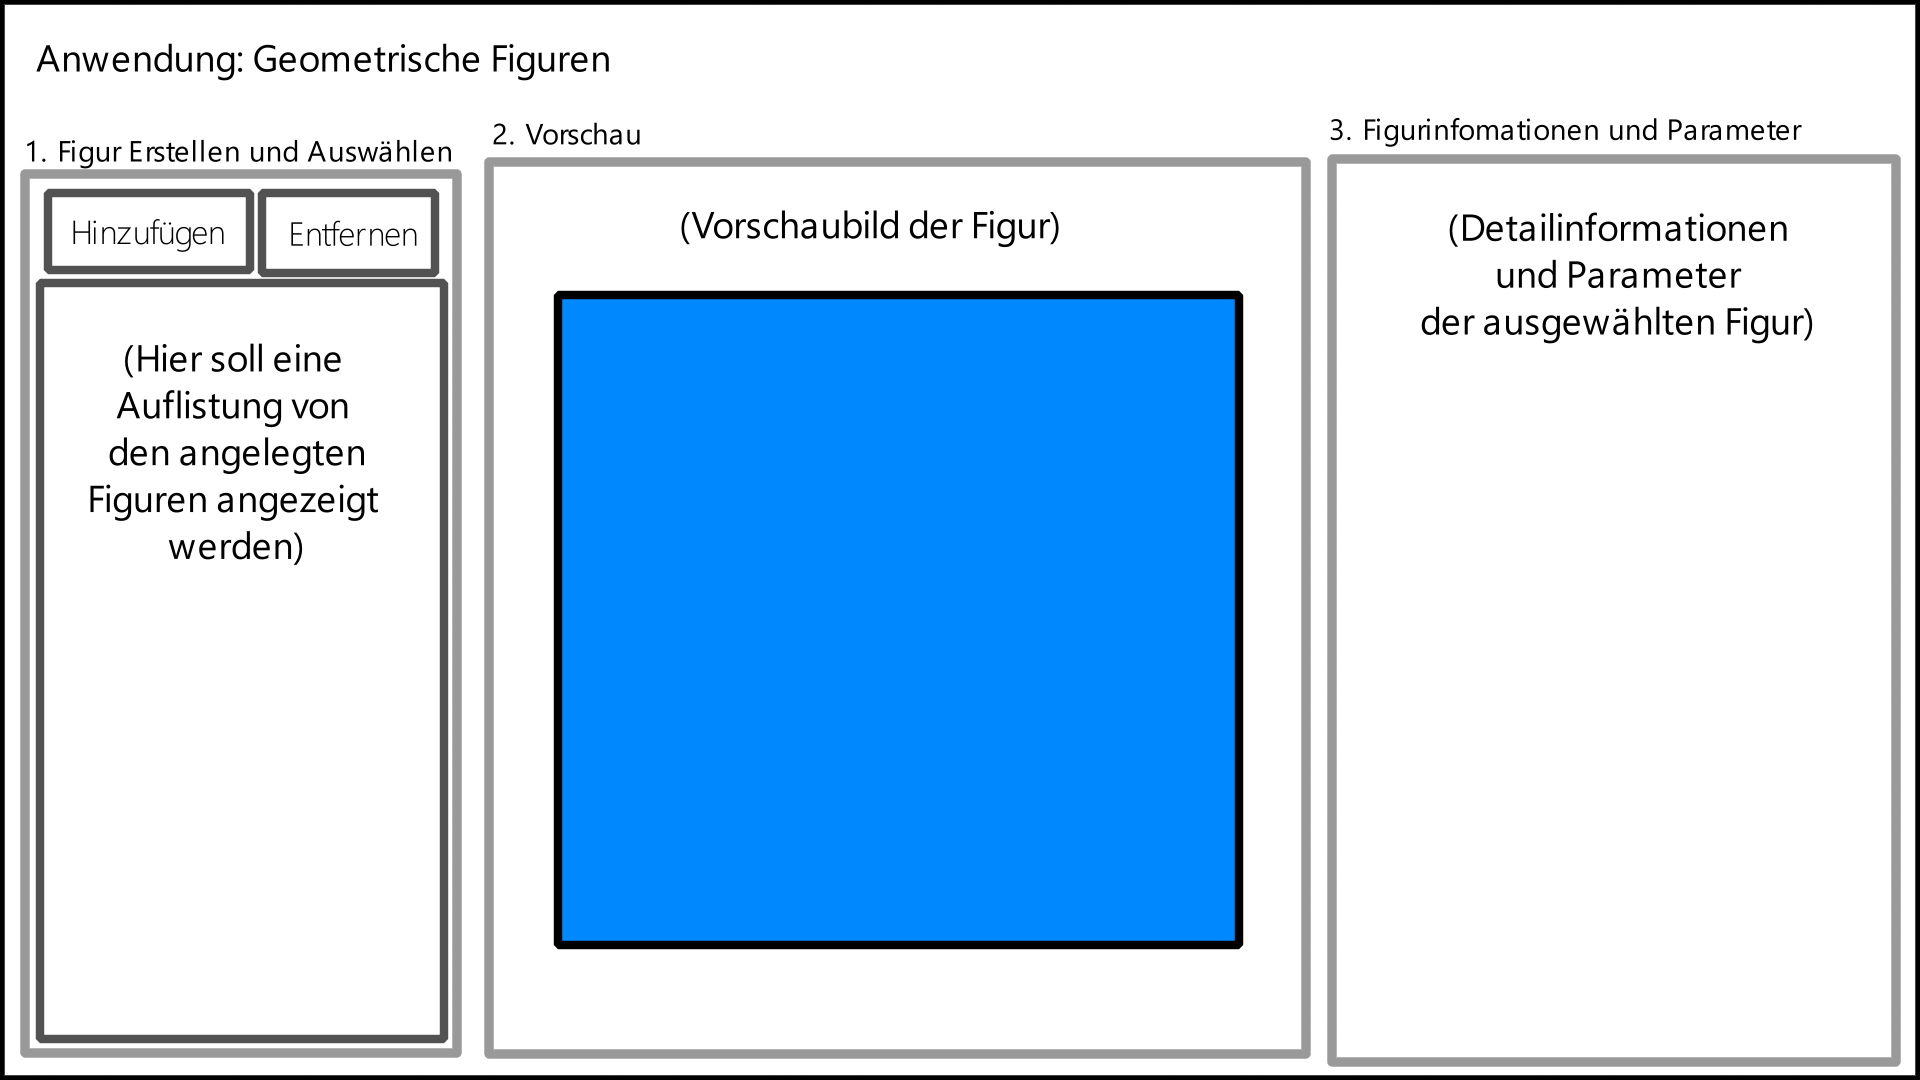 Anwendung: Geometrische Figuren
1. Figur Erstellen und Auswählen
Hinzufügen
Entfernen
(Hier soll eine
Auflistung von
den angelegten
Figuren angezeigt
werden)
2. Vorschau
(Vorschaubild der Figur)
3. Figurinfomationen und Parameter
(Detailinformationen
und Parameter
der ausgewählten Figur)